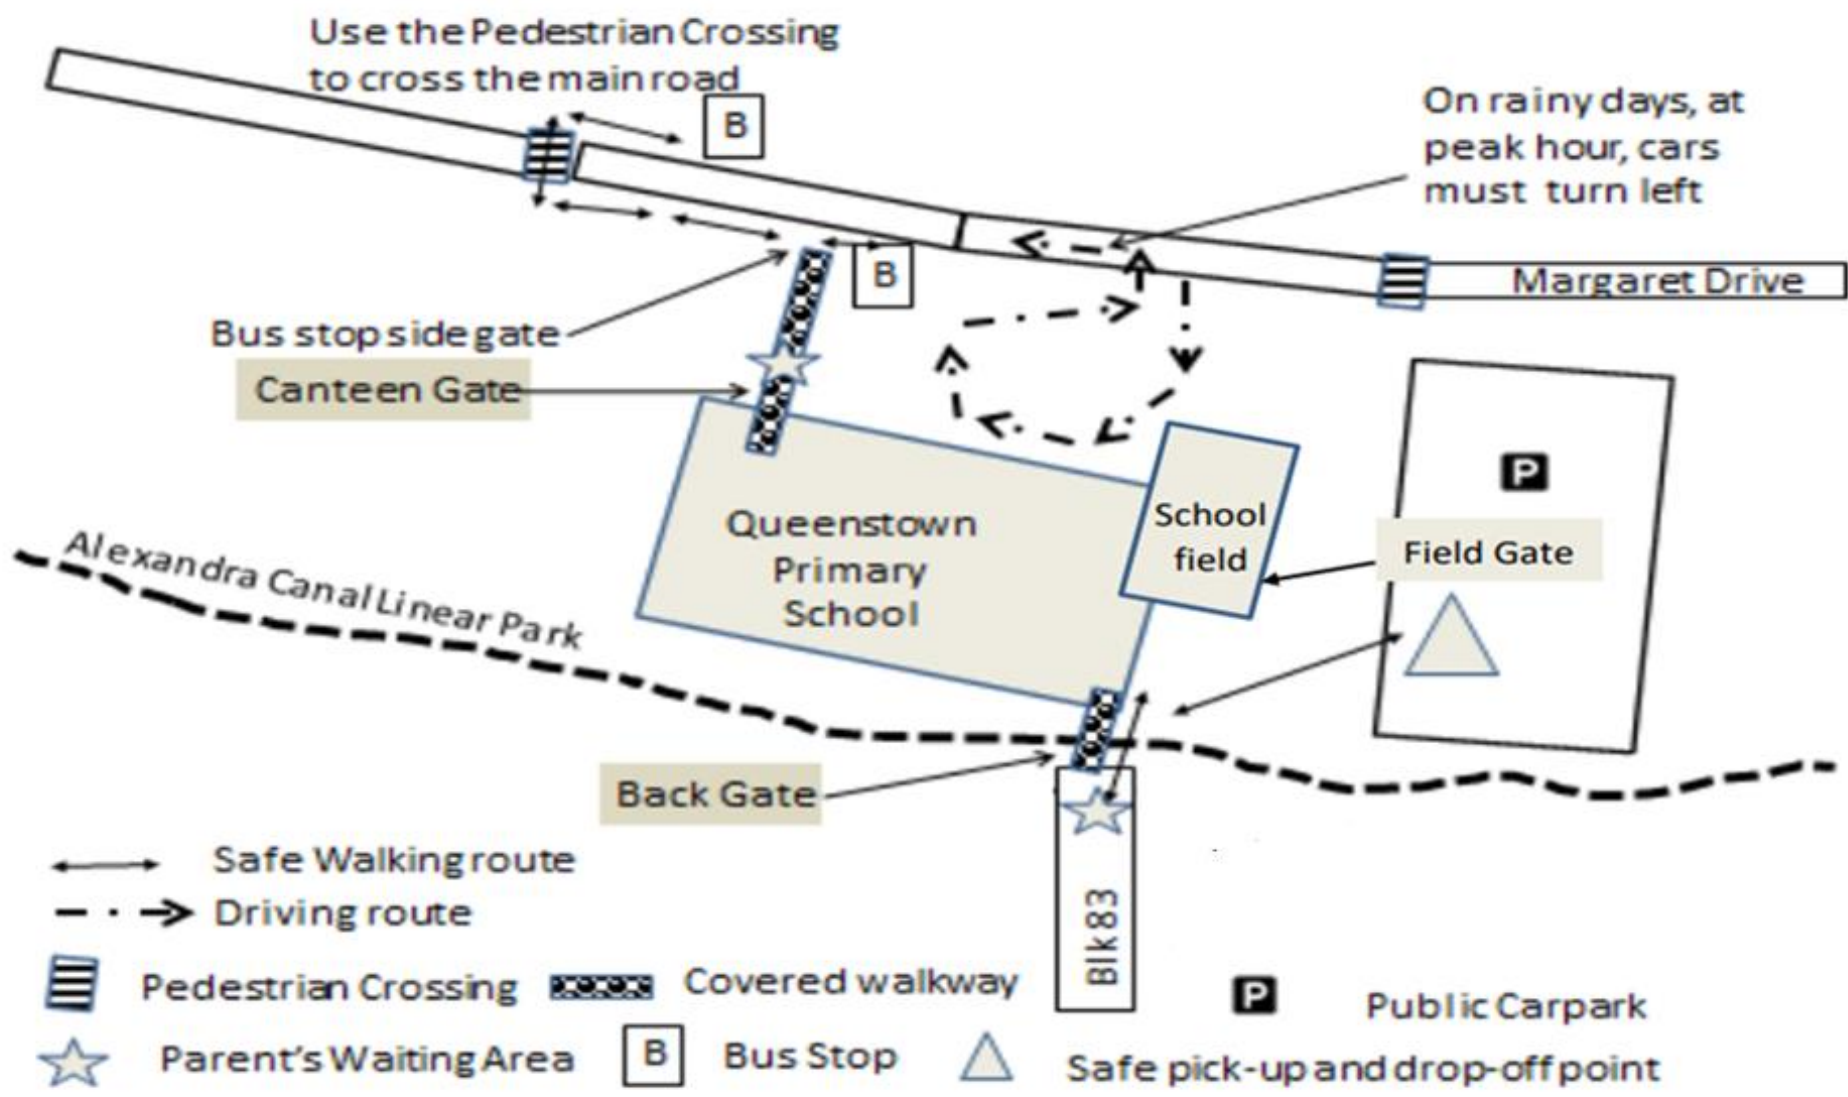 Use the Pedestrian Crossing
to cross the main road
B
On rainy days, at
peak hour, cars
must turn left
B
Margaret Drive
Bus stop side gate
Canteen Gate
P
Queenstown
Primary
School
School
field
Field Gate
Alexandra Canal Linear Park
Back Gate
Blk 83
Safe Walking route
Driving route
Pedestrian Crossing
Covered walkway
P
Public Carpark
Parent's Waiting Area
B
Bus Stop
Safe pick-up and drop-off point